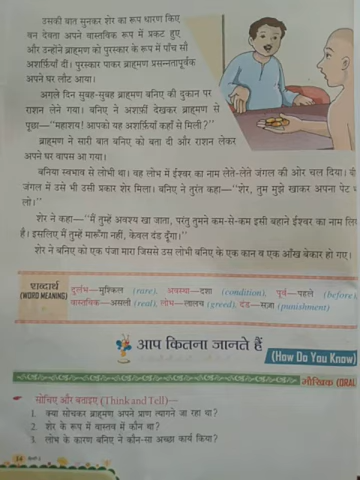 उसकी बात सुनकर शेर का रूप धारण किए
वन देवता अपने वास्तविक रूप में प्रकट हुए
और उन्होंने ब्राह्मण को पुरस्कार के रूप में पाँच सौ
अशर्फ़ियाँ दीं। पुरस्कार पाकर ब्राह्मण प्रसन्नतापूर्वक
अपने घर लौट आया।
अगले दिन सुबह-सुबह ब्राह्मण बनिए की दुकान पर
राशन लेने गया। बनिए ने अशर्फ़ी देखकर ब्राह्मण से
पूछा—"महाशय! आपको यह अशर्फ़ियाँ कहाँ से मिली?"
ब्राह्मण ने सारी बात बनिए को बता दी और राशन लेकर
अपने घर वापस आ गया।
बनिया स्वभाव से लोभी था। वह लोभ में ईश्वर का नाम लेते-लेते जंगल की ओर चल दिया।
जंगल में उसे भी उसी प्रकार शेर मिला। बनिए ने तुरंत कहा—"शेर, तुम मुझे खाकर अपना पेट
लो।"
शेर ने कहा—"मैं तुम्हें अवश्य खा जाता, परंतु तुमने कम-से-कम इसी बहाने ईश्वर का नाम
है। इसलिए मैं तुम्हें मारूँगा नहीं, केवल दंड दूँगा।"
शेर ने बनिए को एक पंजा मारा जिससे उस लोभी बनिए के एक कान व एक आँख बेकार हो गए।
शब्दार्थ
(WORD MEANING)
दुर्लभ—मुश्किल (rare), अवस्था—दशा (condition), पूर्व—पहले (before
वास्तविक—असली (real), लोभ—लालच (greed), दंड—सज़ा (punishment)
आप कितना जानते हैं
(How Do You Know)
मौखिक (ORAL
सोचिए और बताइए (Think and Tell)—
1. क्या सोचकर ब्राह्मण अपने प्राण त्यागने जा रहा था?
2. शेर के रूप में वास्तव में कौन था?
3. लोभ के कारण बनिए ने कौन-सा अच्छा कार्य किया?